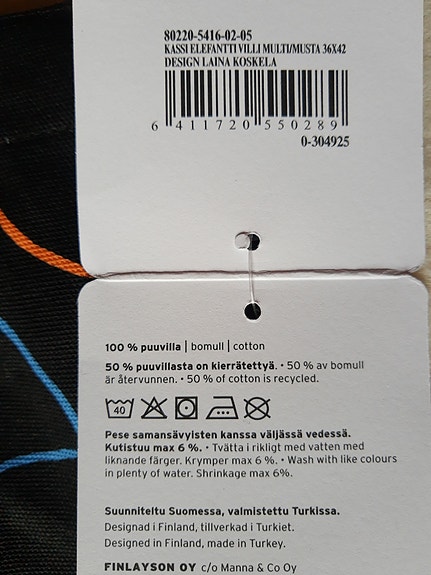 80220-5416-02-05
KASSI ELEFANTTI VILLI MULTI/MUSTA 36X42
DESIGN LAINA KOSKELA
6 411720 550289
0-304925
100 % puuvilla | bomull | cotton
50 % puuvillasta on kierrätettyä. • 50 % av bomull
är återvunnen. • 50 % of cotton is recycled.
40
Pese samansävyisten kanssa väljässä vedessä.
Kutistuu max 6 %. • Tvätta i rikligt med vatten med
liknande färger. Krymper max 6 %. • Wash with like colours
in plenty of water. Shrinkage max 6%.
Suunniteltu Suomessa, valmistettu Turkissa.
Designad i Finland, tillverkad i Turkiet.
Designed in Finland, made in Turkey.
FINLAYSON OY c/o Manna & Co Oy